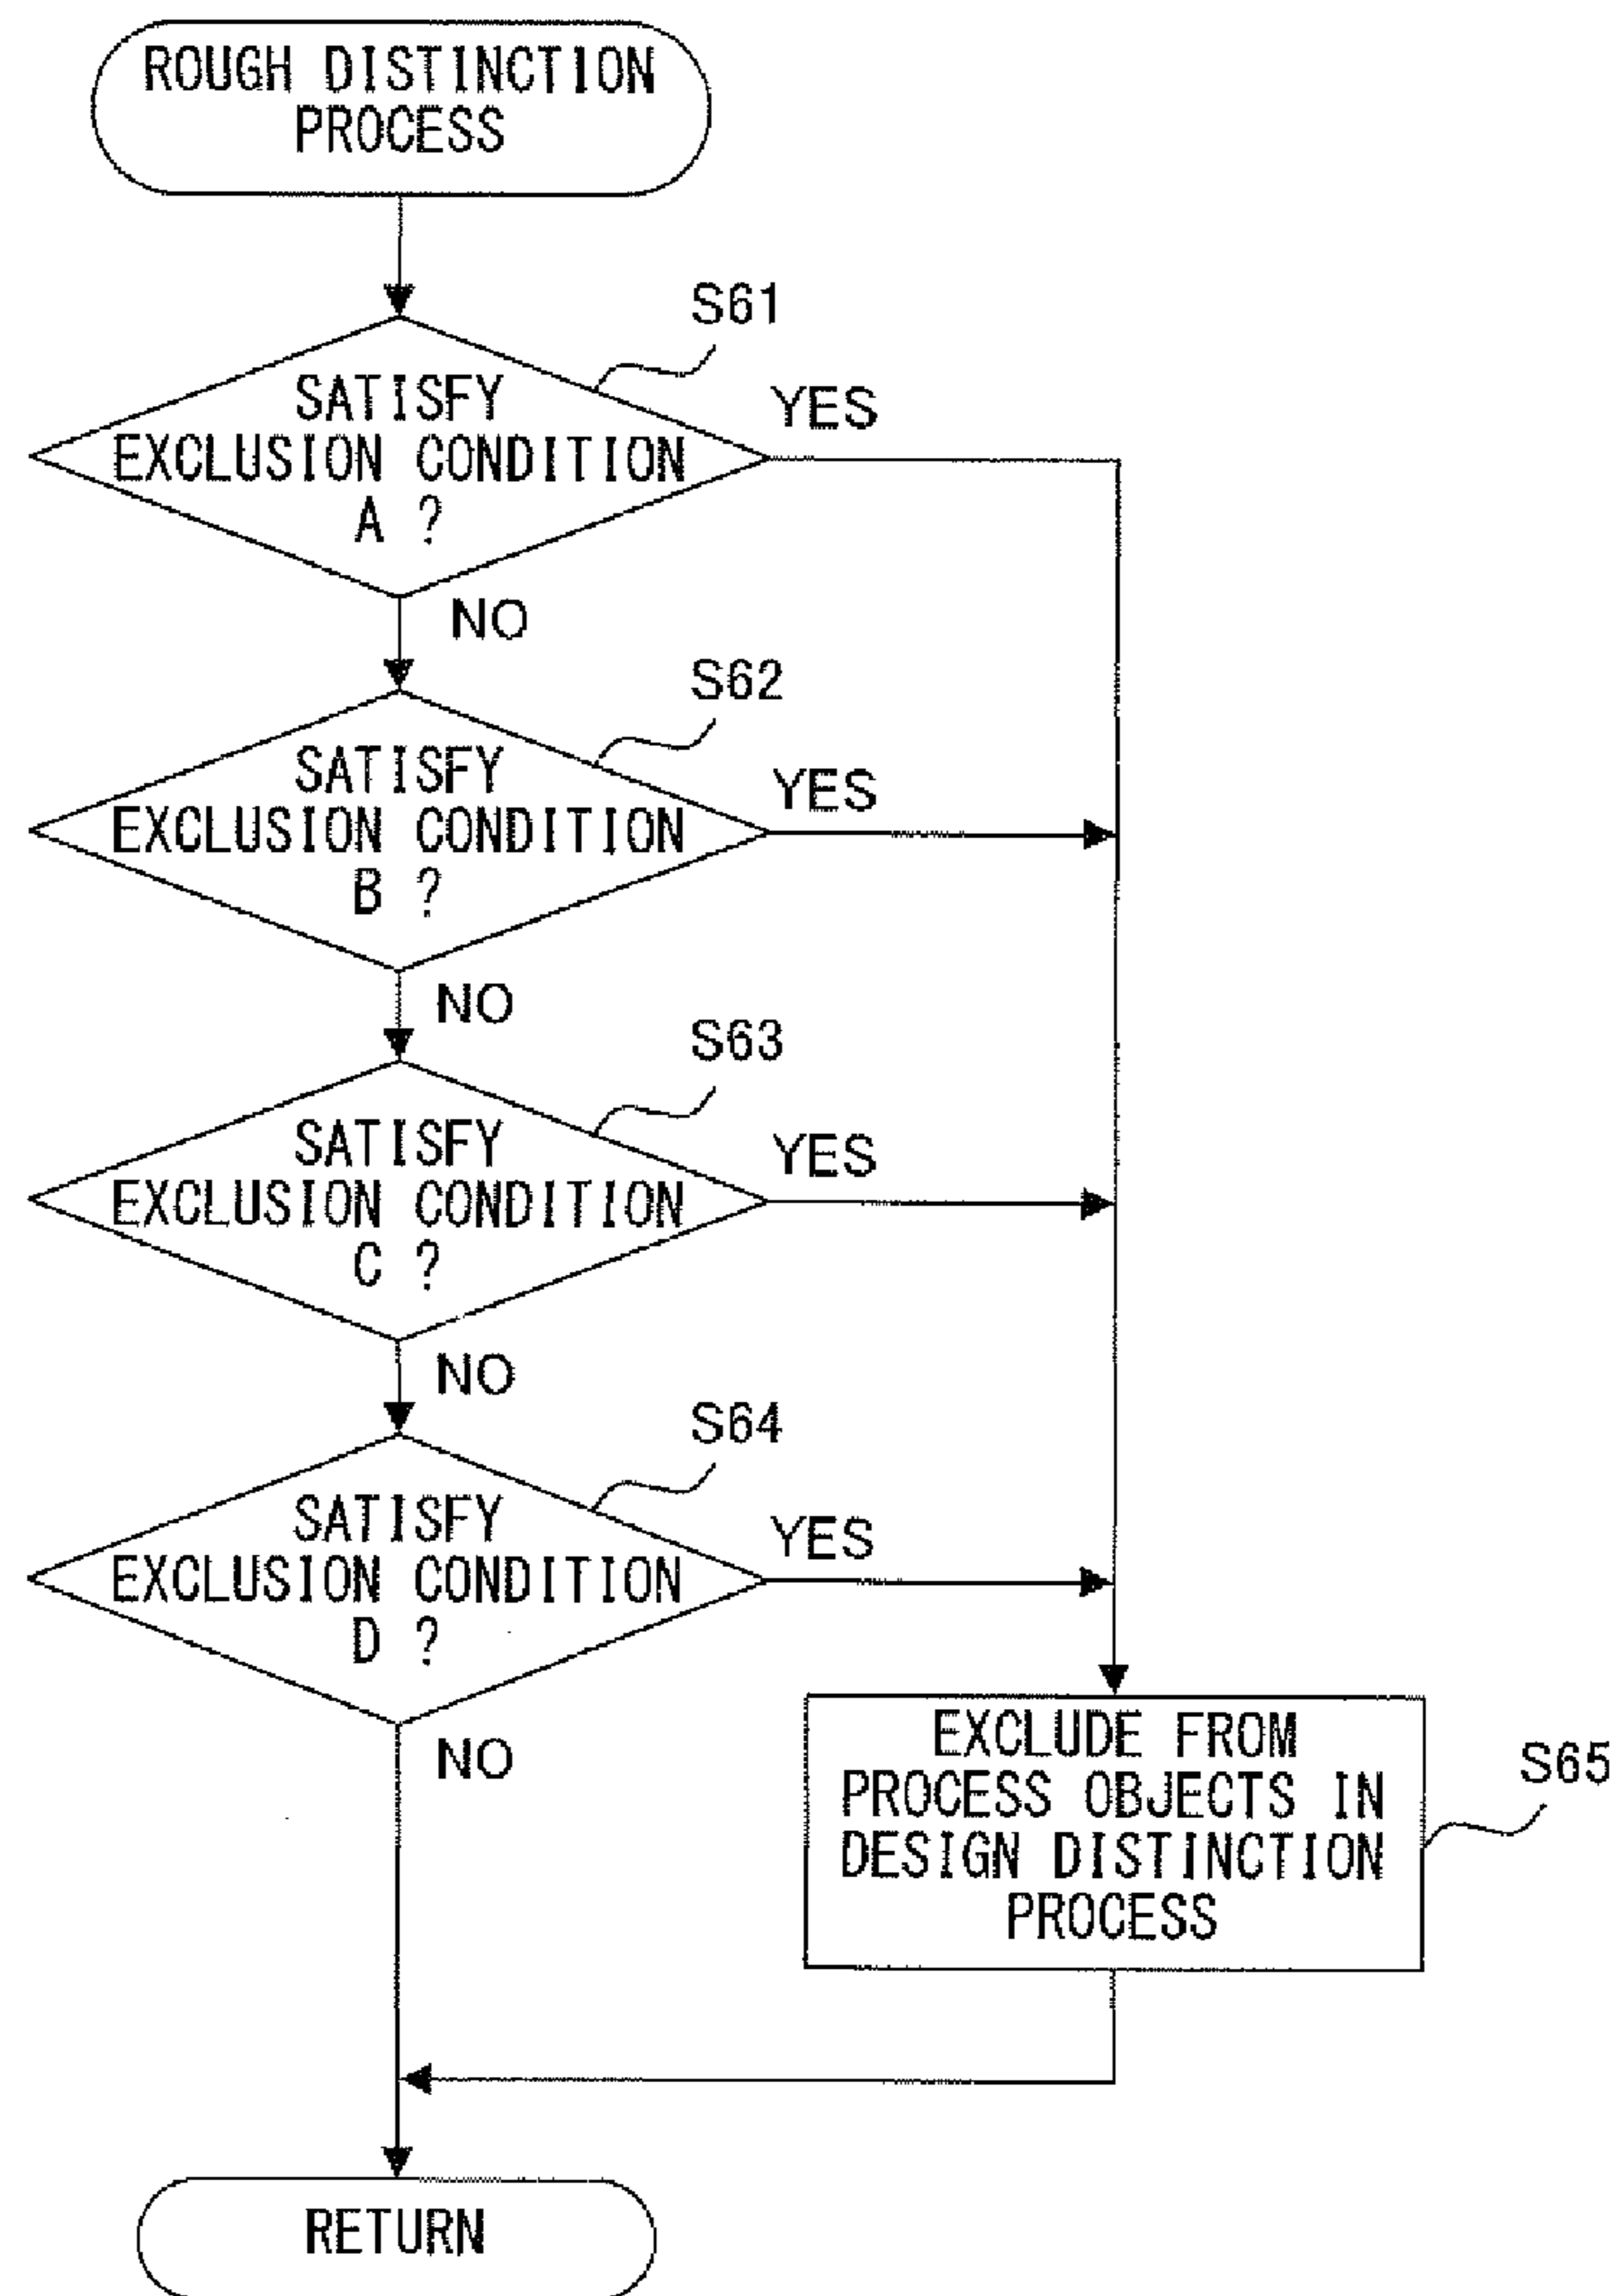 ROUGH DISTINCTION
PROCESS
S61
SATISFY
EXCLUSION CONDITION
A ?
YES
NO
S62
SATISFY
EXCLUSION CONDITION
B ?
YES
NO
S63
SATISFY
EXCLUSION CONDITION
C ?
YES
NO
S64
SATISFY
EXCLUSION CONDITION
D ?
YES
NO
EXCLUDE FROM
PROCESS OBJECTS IN
DESIGN DISTINCTION
PROCESS
S65
RETURN